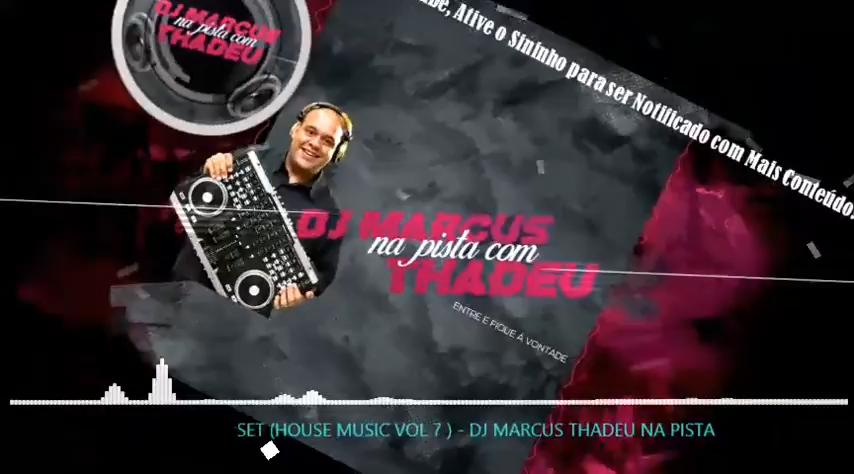 DJ MARCUS
na pista com
THADEU
be, Ative o Sininho para ser Notificado com Mais Conteúdo.
DJ MARCUS
na pista com
THADEU
ENTRE E FIQUE À VONTADE
SET (HOUSE MUSIC VOL 7 ) - DJ MARCUS THADEU NA PISTA